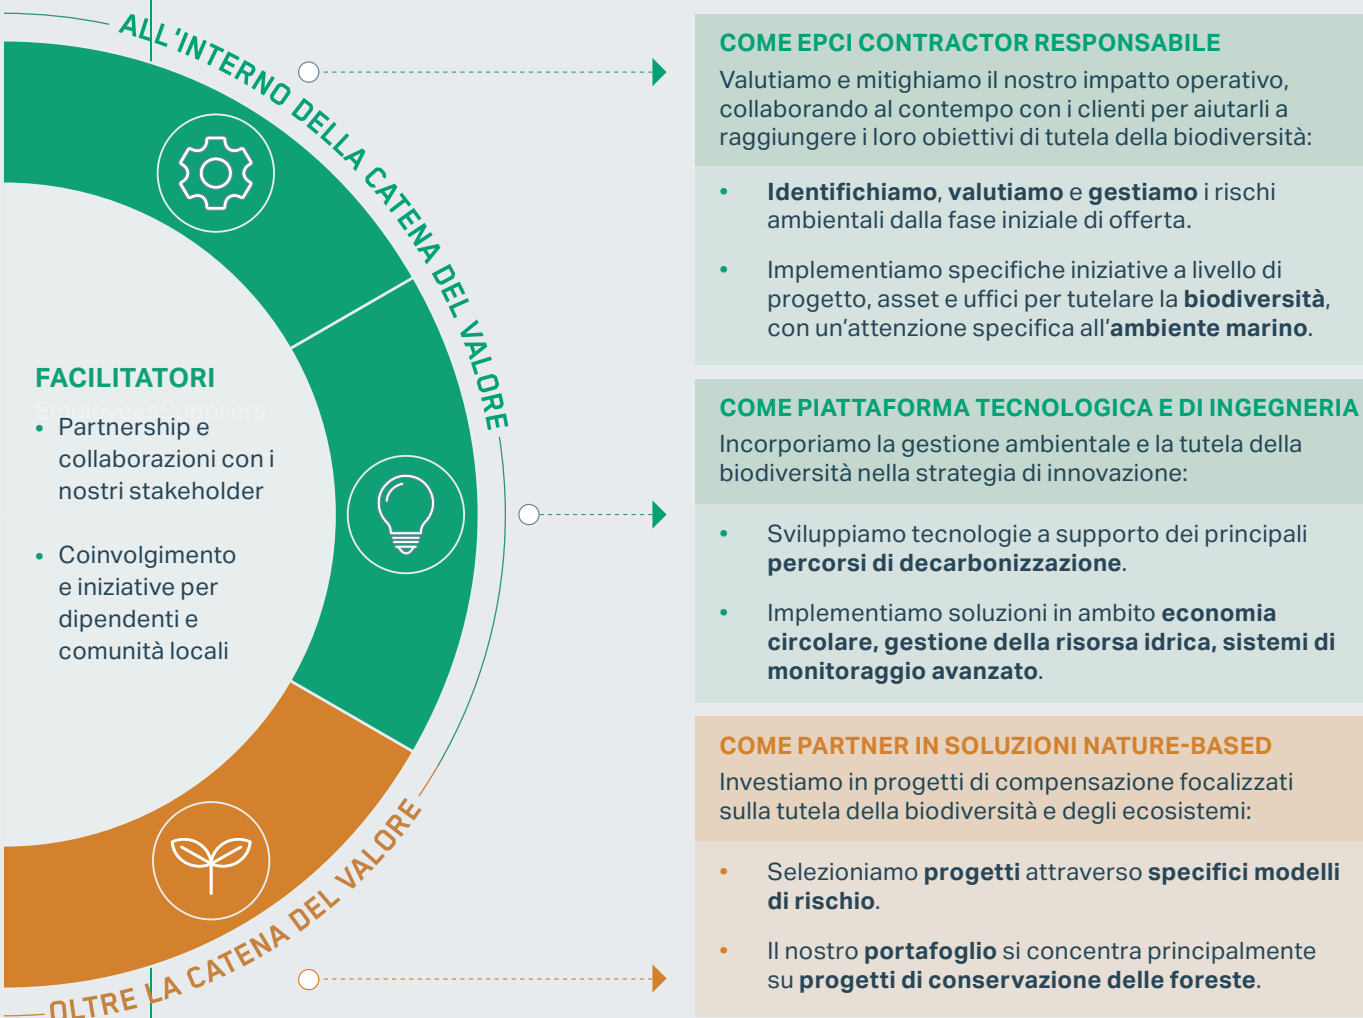 ALL'INTERNO DELLA CATENA DEL VALORE
FACILITATORI
EmployeesSuppliers
• Partnership e
collaborazioni con i
nostri stakeholder
• Coinvolgimento
e iniziative per
dipendenti e
comunità locali
OLTRE LA CATENA DEL VALORE
COME EPCI CONTRACTOR RESPONSABILE
Valutiamo e mitighiamo il nostro impatto operativo,
collaborando al contempo con i clienti per aiutarli a
raggiungere i loro obiettivi di tutela della biodiversità:
• Identifichiamo, valutiamo e gestiamo i rischi
ambientali dalla fase iniziale di offerta.
• Implementiamo specifiche iniziative a livello di
progetto, asset e uffici per tutelare la biodiversità,
con un’attenzione specifica all’ambiente marino.
COME PIATTAFORMA TECNOLOGICA E DI INGEGNERIA
Incorporiamo la gestione ambientale e la tutela della
biodiversità nella strategia di innovazione:
• Sviluppiamo tecnologie a supporto dei principali
percorsi di decarbonizzazione.
• Implementiamo soluzioni in ambito economia
circolare, gestione della risorsa idrica, sistemi di
monitoraggio avanzato.
COME PARTNER IN SOLUZIONI NATURE-BASED
Investiamo in progetti di compensazione focalizzati
sulla tutela della biodiversità e degli ecosistemi:
• Selezioniamo progetti attraverso specifici modelli
di rischio.
• Il nostro portafoglio si concentra principalmente
su progetti di conservazione delle foreste.